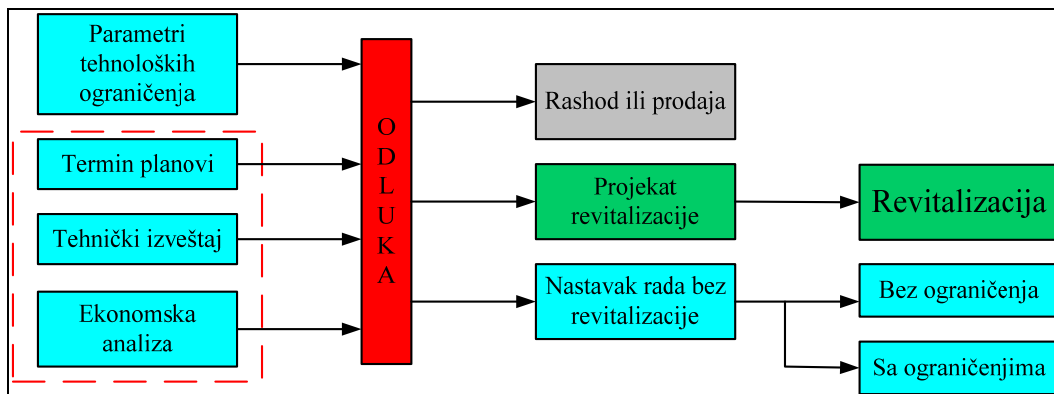 Parametri
tehnoloških
ograničenja
Termin planovi
Tehnički izveštaj
Ekonomska
analiza
O
D
L
U
K
A
Rashod ili prodaja
Projekat
revitalizacije
Nastavak rada bez
revitalizacije
Revitalizacija
Bez ograničenja
Sa ograničenjima